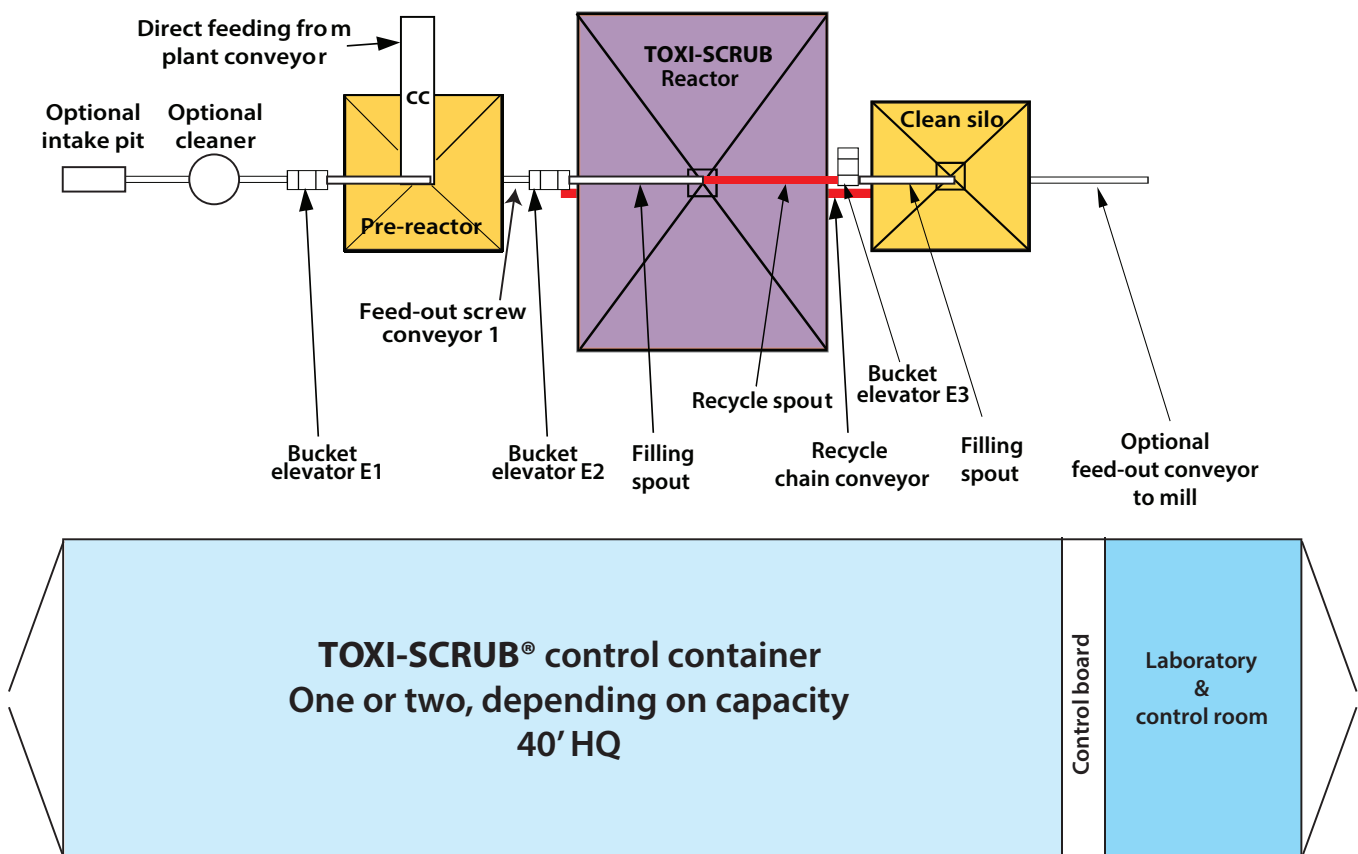 Direct feeding from
plant conveyor
TOXI-SCRUB
Reactor
cc
Optional
intake pit
Optional
cleaner
Clean silo
Pre-reactor
Feed-out screw
conveyor 1
Bucket
elevator E3
Recycle spout
Bucket
elevator E1
Bucket
elevator E2
Filling
spout
Recycle
chain conveyor
Filling
spout
Optional
feed-out conveyor
to mill
TOXI-SCRUB® control container
One or two, depending on capacity
40’ HQ
Control board
Laboratory
&
control room